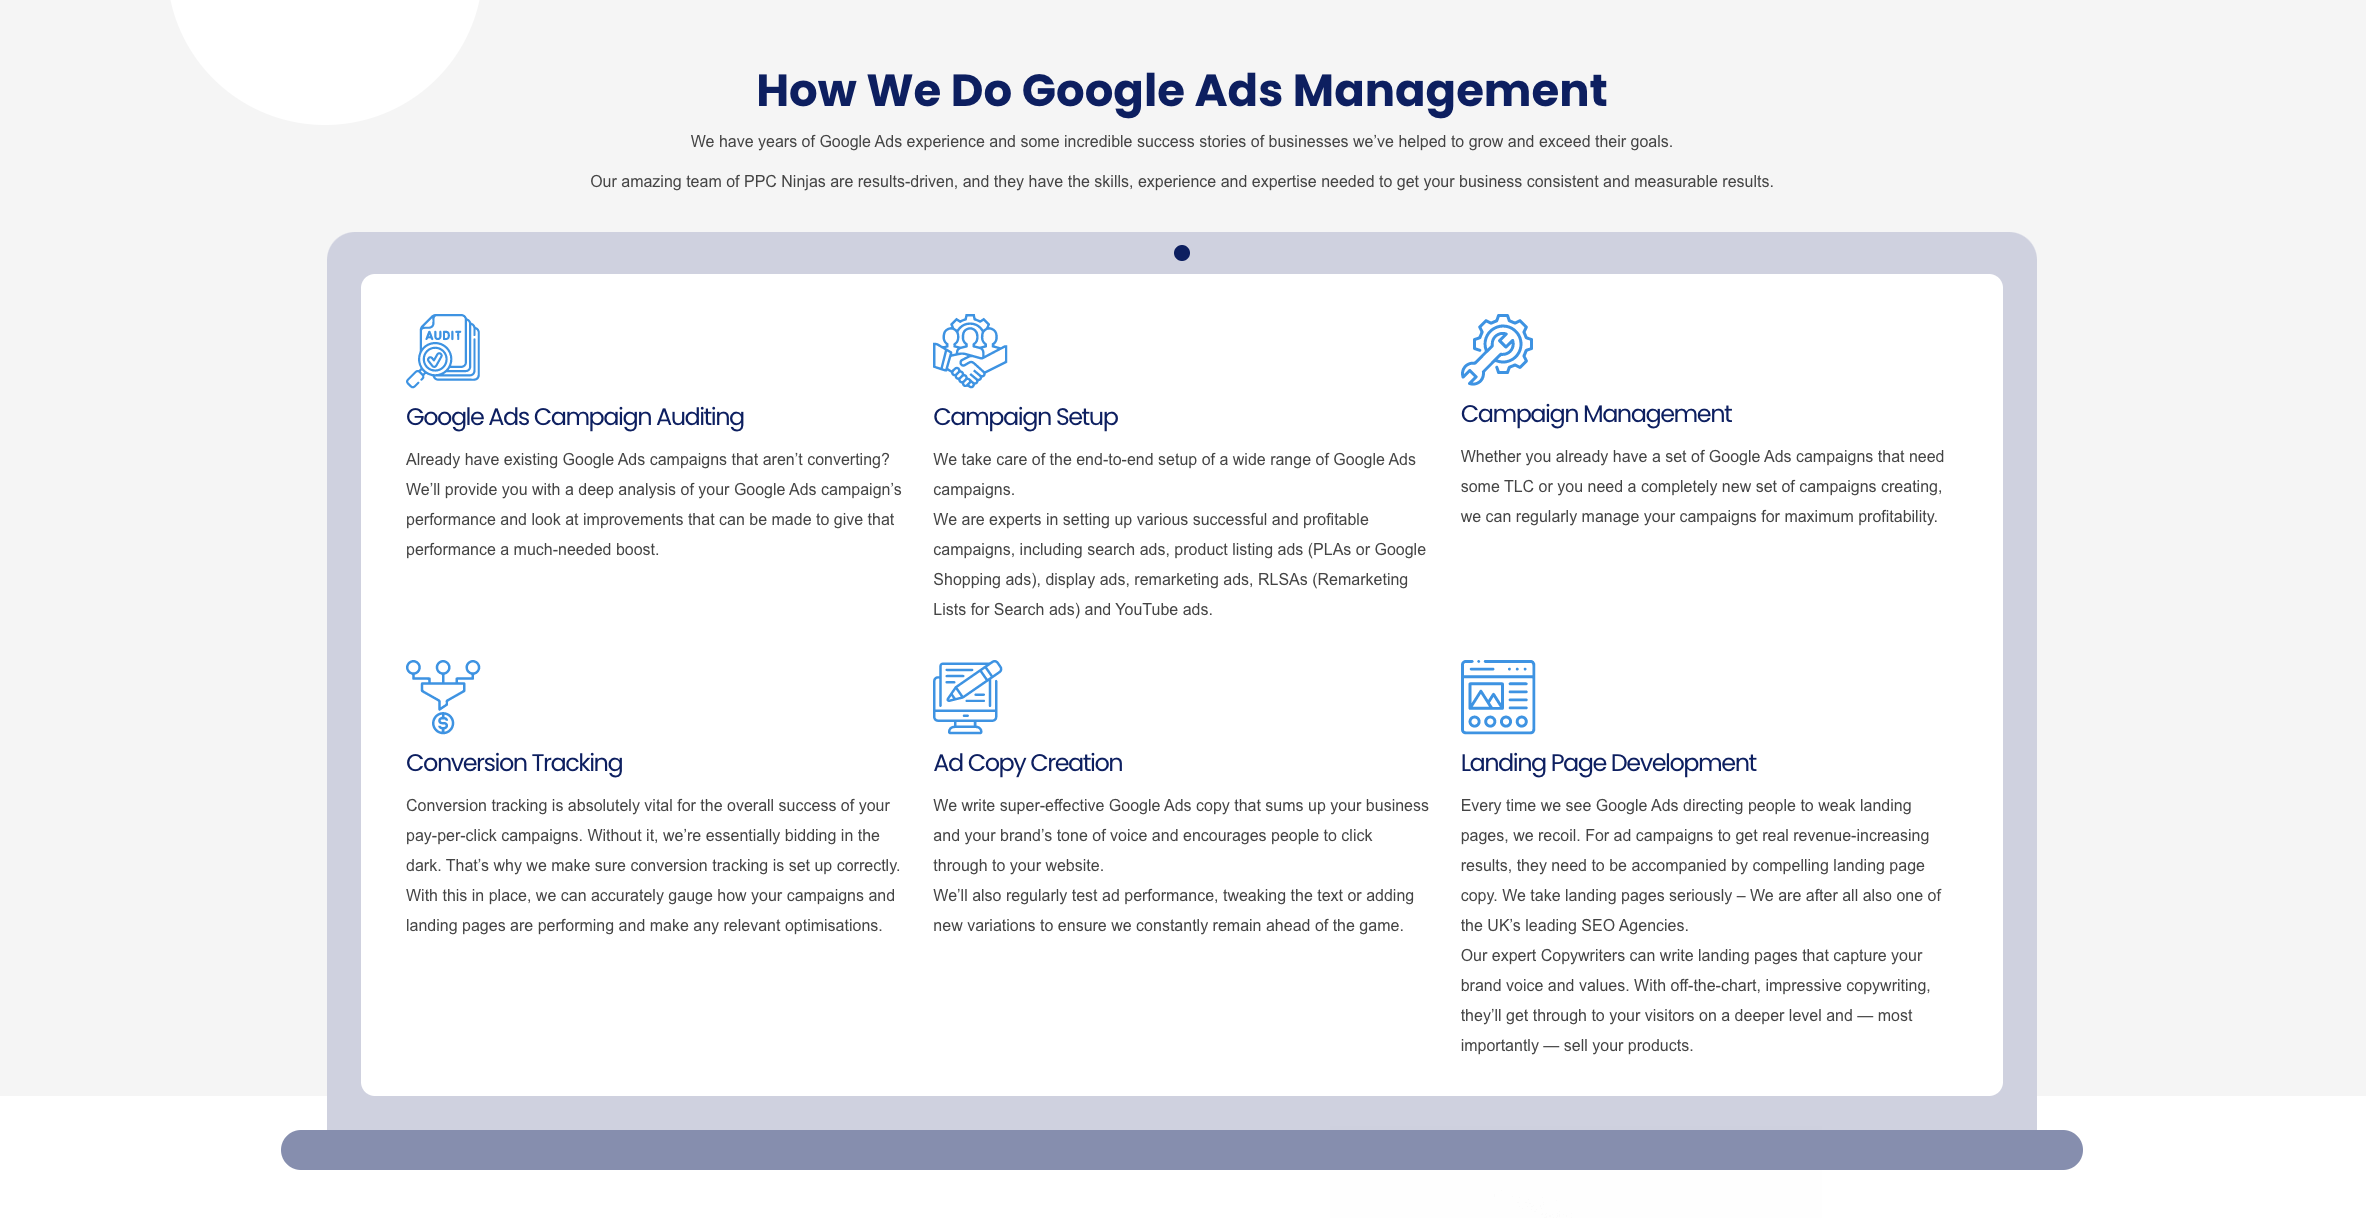 How We Do Google Ads Management
We have years of Google Ads experience and some incredible success stories of businesses we’ve helped to grow and exceed their goals.
Our amazing team of PPC Ninjas are results-driven, and they have the skills, experience and expertise needed to get your business consistent and measurable results.
AUDIT
Google Ads Campaign Auditing
Already have existing Google Ads campaigns that aren’t converting?
We’ll provide you with a deep analysis of your Google Ads campaign’s
performance and look at improvements that can be made to give that
performance a much-needed boost.
Campaign Setup
We take care of the end-to-end setup of a wide range of Google Ads
campaigns.
We are experts in setting up various successful and profitable
campaigns, including search ads, product listing ads (PLAs or Google
Shopping ads), display ads, remarketing ads, RLSAs (Remarketing
Lists for Search ads) and YouTube ads.
Campaign Management
Whether you already have a set of Google Ads campaigns that need
some TLC or you need a completely new set of campaigns creating,
we can regularly manage your campaigns for maximum profitability.
$
Conversion Tracking
Conversion tracking is absolutely vital for the overall success of your
pay-per-click campaigns. Without it, we’re essentially bidding in the
dark. That’s why we make sure conversion tracking is set up correctly.
With this in place, we can accurately gauge how your campaigns and
landing pages are performing and make any relevant optimisations.
Ad Copy Creation
We write super-effective Google Ads copy that sums up your business
and your brand’s tone of voice and encourages people to click
through to your website.
We’ll also regularly test ad performance, tweaking the text or adding
new variations to ensure we constantly remain ahead of the game.
Landing Page Development
Every time we see Google Ads directing people to weak landing
pages, we recoil. For ad campaigns to get real revenue-increasing
results, they need to be accompanied by compelling landing page
copy. We take landing pages seriously – We are after all also one of
the UK’s leading SEO Agencies.
Our expert Copywriters can write landing pages that capture your
brand voice and values. With off-the-chart, impressive copywriting,
they’ll get through to your visitors on a deeper level and — most
importantly — sell your products.